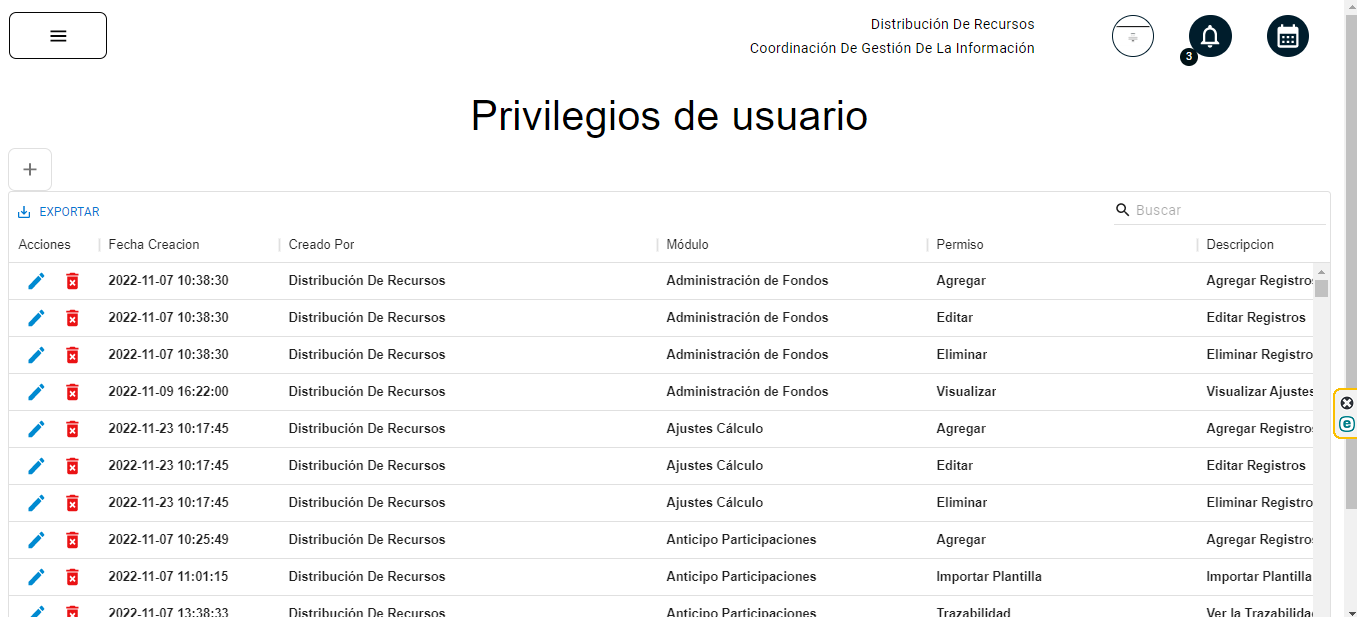 Distribución De Recursos
Coordinación De Gestión De La Información
3
Privilegios de usuario
EXPORTAR
Buscar
Acciones Fecha Creacion Creado Por Módulo Permiso Descripcion
2022-11-07 10:38:30 Distribución De Recursos Administración de Fondos Agregar Agregar Registros
2022-11-07 10:38:30 Distribución De Recursos Administración de Fondos Editar Editar Registros
2022-11-07 10:38:30 Distribución De Recursos Administración de Fondos Eliminar Eliminar Registro
2022-11-09 16:22:00 Distribución De Recursos Administración de Fondos Visualizar Visualizar Ajustes
2022-11-23 10:17:45 Distribución De Recursos Ajustes Cálculo Agregar Agregar Registros
2022-11-23 10:17:45 Distribución De Recursos Ajustes Cálculo Editar Editar Registros
2022-11-23 10:17:45 Distribución De Recursos Ajustes Cálculo Eliminar Eliminar Registro
2022-11-07 10:25:49 Distribución De Recursos Anticipo Participaciones Agregar Agregar Registros
2022-11-07 11:01:15 Distribución De Recursos Anticipo Participaciones Importar Plantilla Importar Plantilla
2022-11-07 13:38:33 Distribución De Recursos Anticipo Participaciones Trazabilidad Ver la Trazabilidad